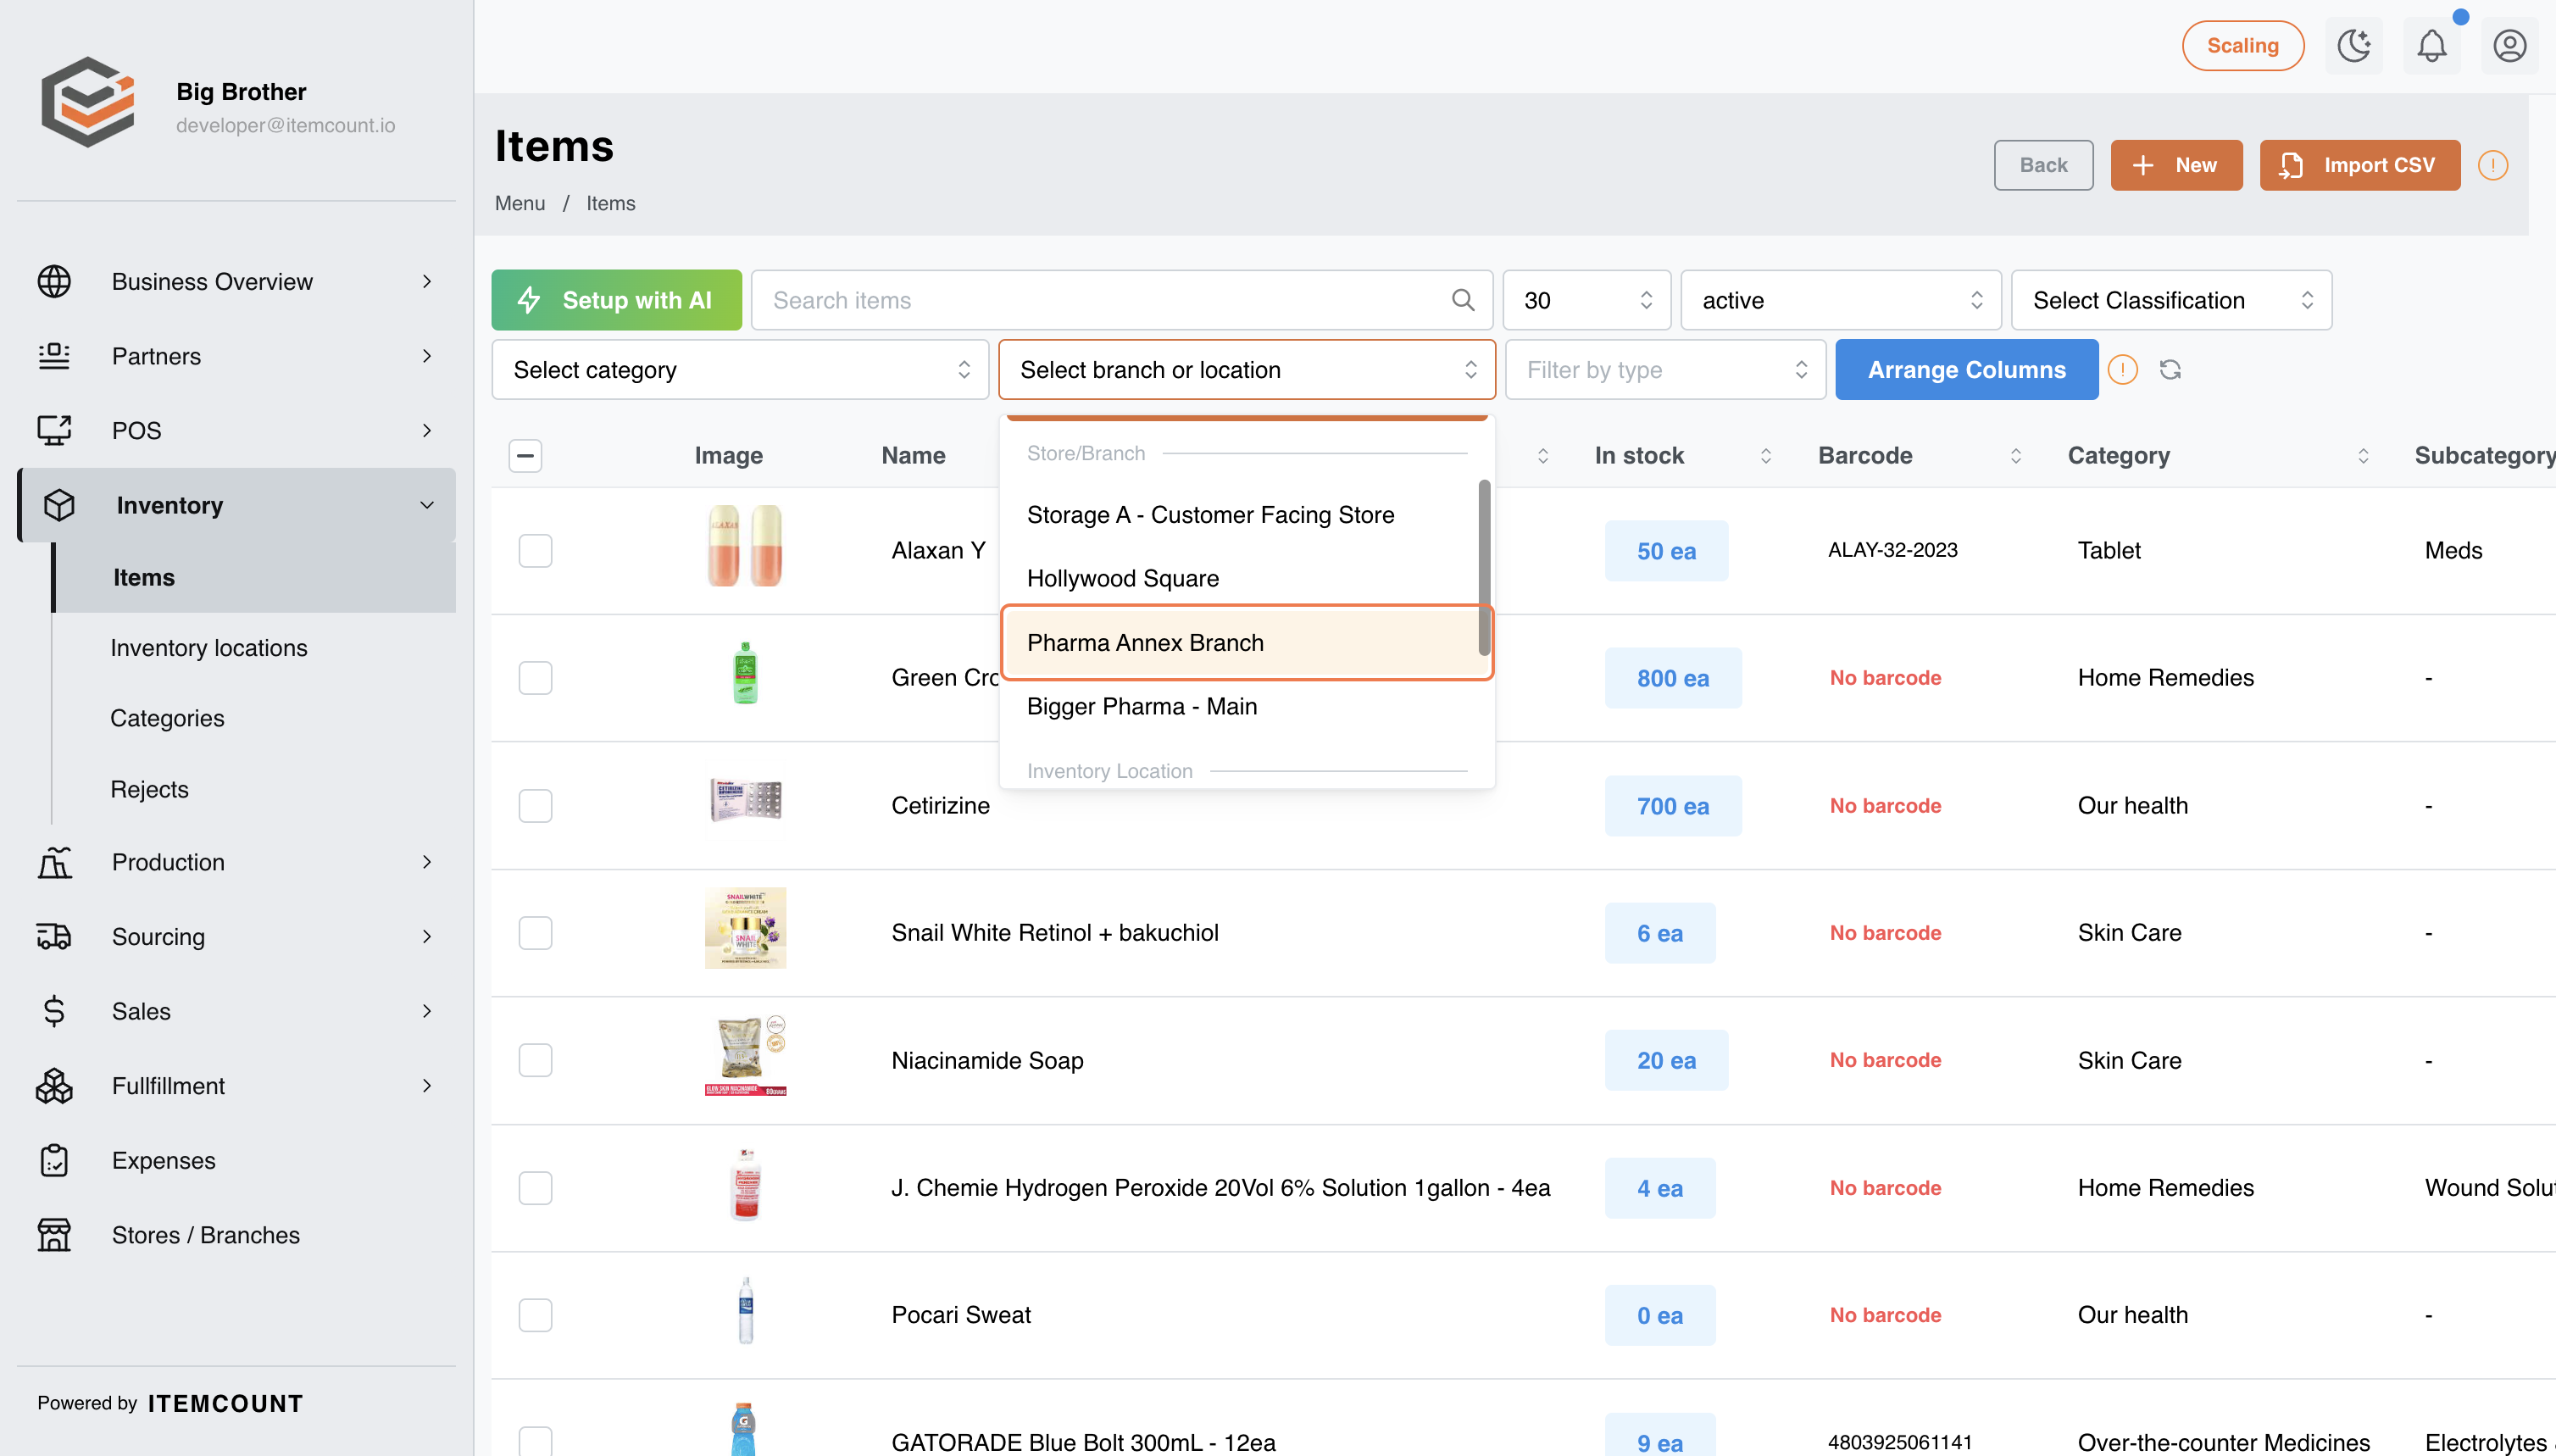 Big Brother
developer@itemcount.io
Business Overview
Partners
POS
Inventory
Items
Inventory locations
Categories
Rejects
Production
Sourcing
Sales
Fullfillment
Expenses
Stores / Branches
Powered by ITEMCOUNT
Scaling
Items
Menu / Items
Back
New
Import CSV
Setup with AI
Search items
30
active
Select Classification
Select category
Select branch or location
Filter by type
Arrange Columns
Store/Branch
Storage A - Customer Facing Store
Hollywood Square
Pharma Annex Branch
Bigger Pharma - Main
Inventory Location
Image Name In stock Barcode Category Subcategory
Alaxan Y 50 ea ALAY-32-2023 Tablet Meds
Green Cro 800 ea No barcode Home Remedies -
Cetirizine 700 ea No barcode Our health -
SNAILWHITE
Snail White Retinol + bakuchiol 6 ea No barcode Skin Care -
Niacinamide Soap 20 ea No barcode Skin Care -
J. Chemie Hydrogen Peroxide 20Vol 6% Solution 1gallon - 4ea 4 ea No barcode Home Remedies Wound Solut
Pocari Sweat 0 ea No barcode Our health -
GATORADE Blue Bolt 300mL - 12ea 9 ea 4803925061141 Over-the-counter Medicines Electrolytes